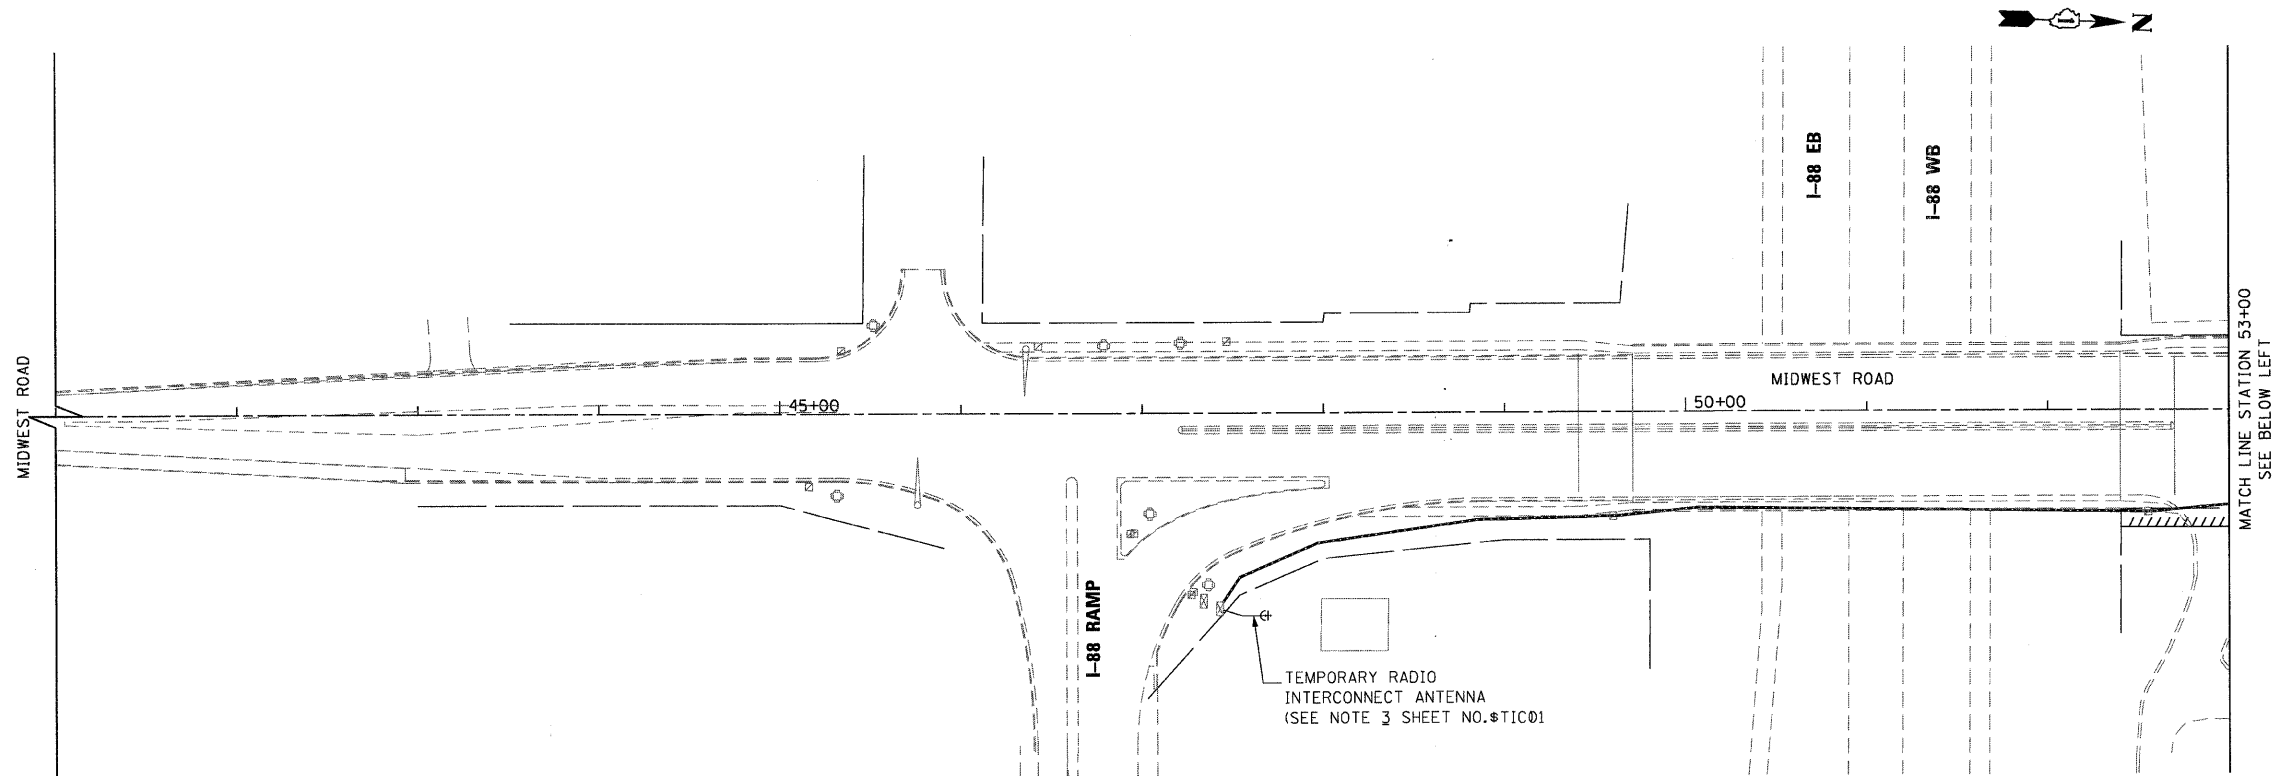 N
I-88 EB
I-88 WB
MIDWEST ROAD
45+00
MIDWEST ROAD
50+00
MATCH LINE STATION 53+00
SEE BELOW LEFT
I-88 RAMP
TEMPORARY RADIO
INTERCONNECT ANTENNA
(SEE NOTE 3 SHEET NO.$TIC01